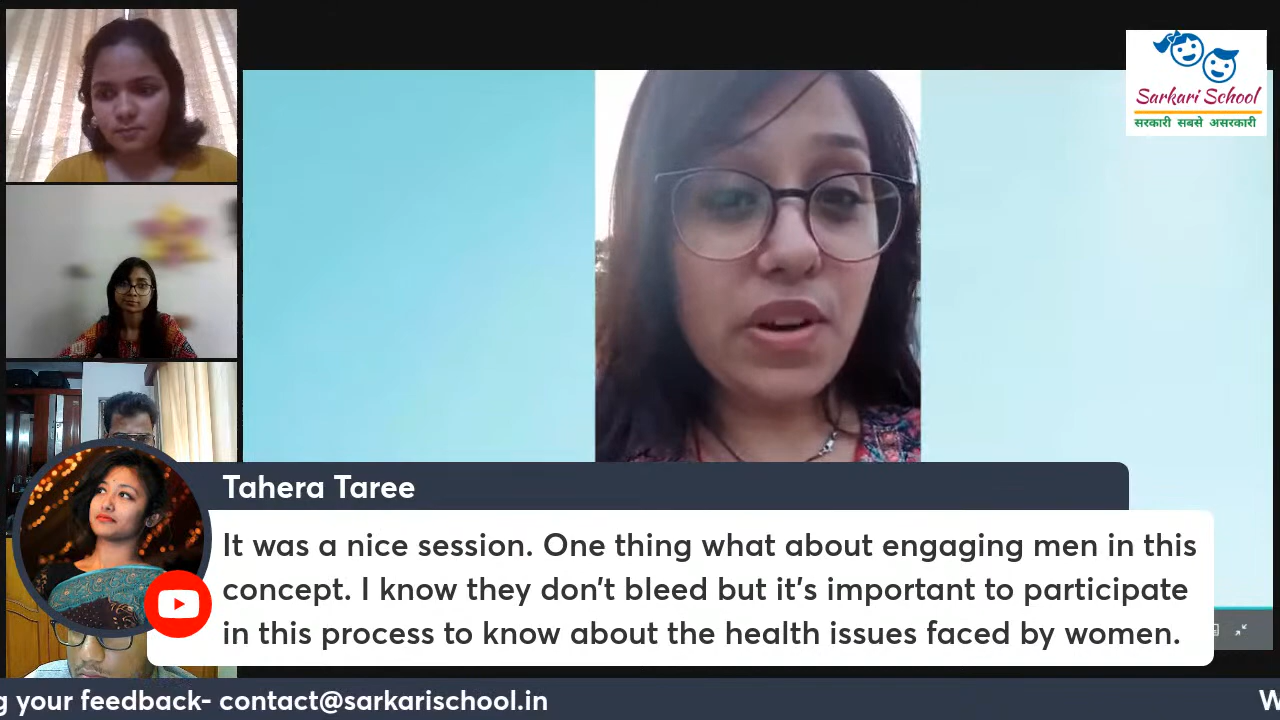 Sarkari School
सरकारी सबसे असरकारी
Tahera Taree
It was a nice session. One thing what about engaging men in this
concept. I know they don't bleed but it's important to participate
in this process to know about the health issues faced by women.
g your feedback- contact@sarkarischool.in
W